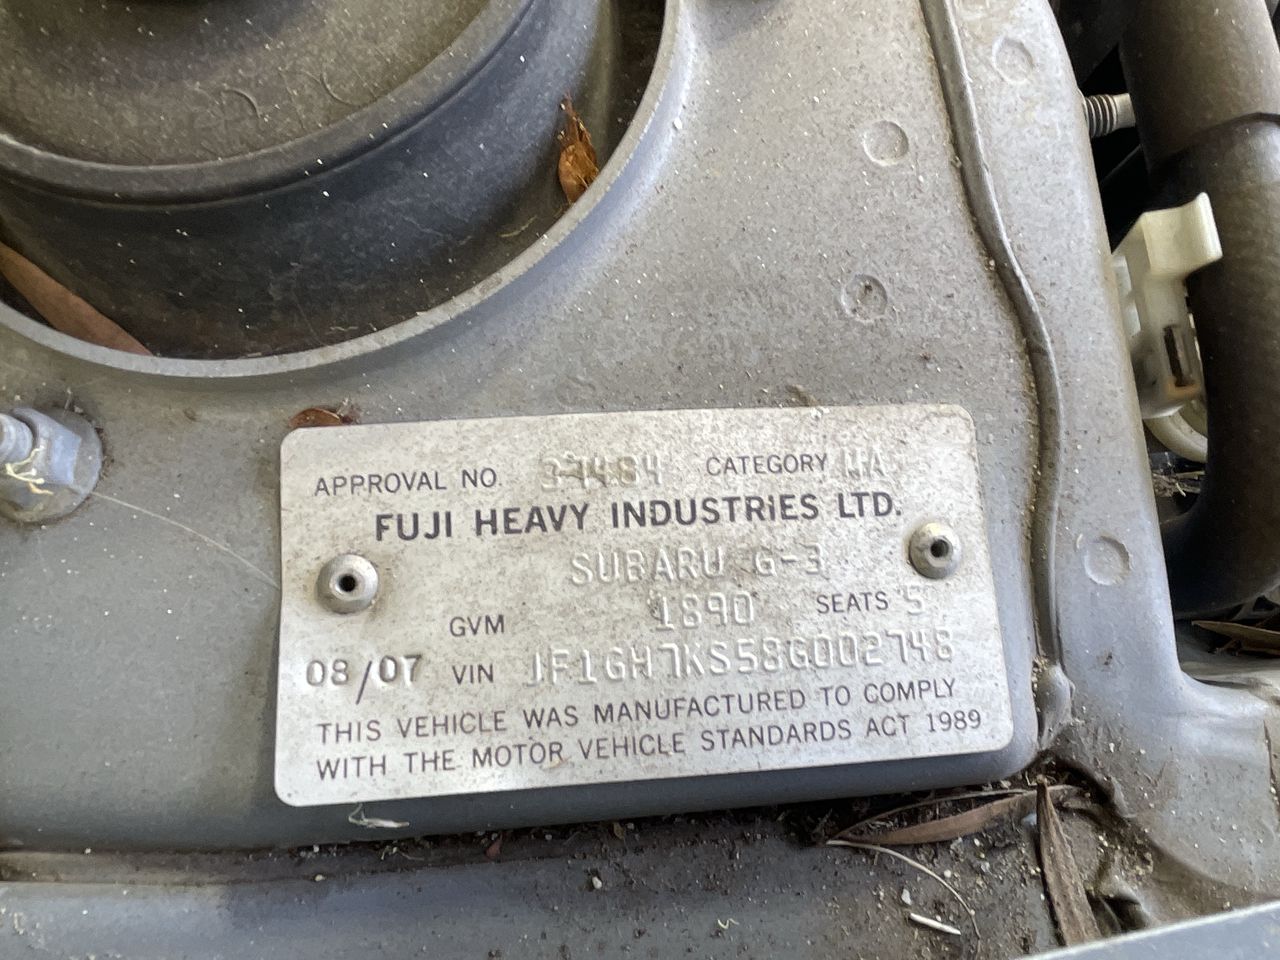 APPROVAL NO. 37484 CATEGORY MA
FUJI HEAVY INDUSTRIES LTD.
SUBARU G-3
GVM 1890 SEATS 5
08/07 VIN JF1GH7KS58G002748
THIS VEHICLE WAS MANUFACTURED TO COMPLY
WITH THE MOTOR VEHICLE STANDARDS ACT 1989